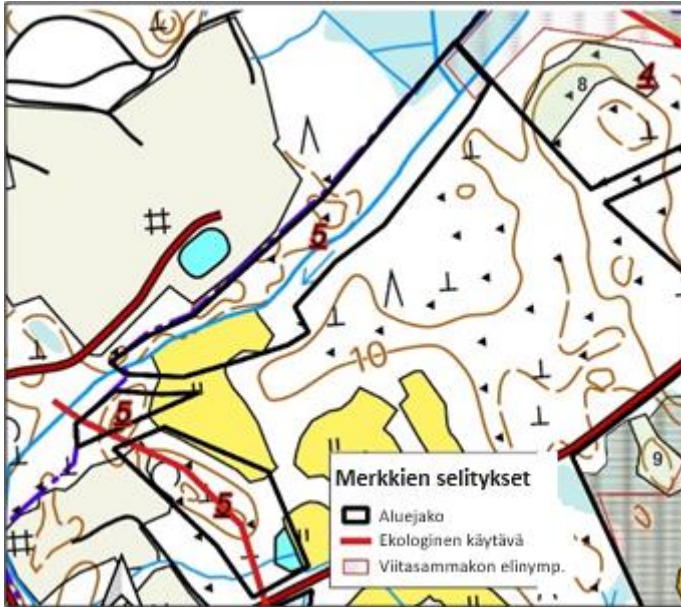 8
4
5
10
5
5
9
Merkkien selitykset
Aluejako
Ekologinen käytävä
Viitasammakon elinymp.